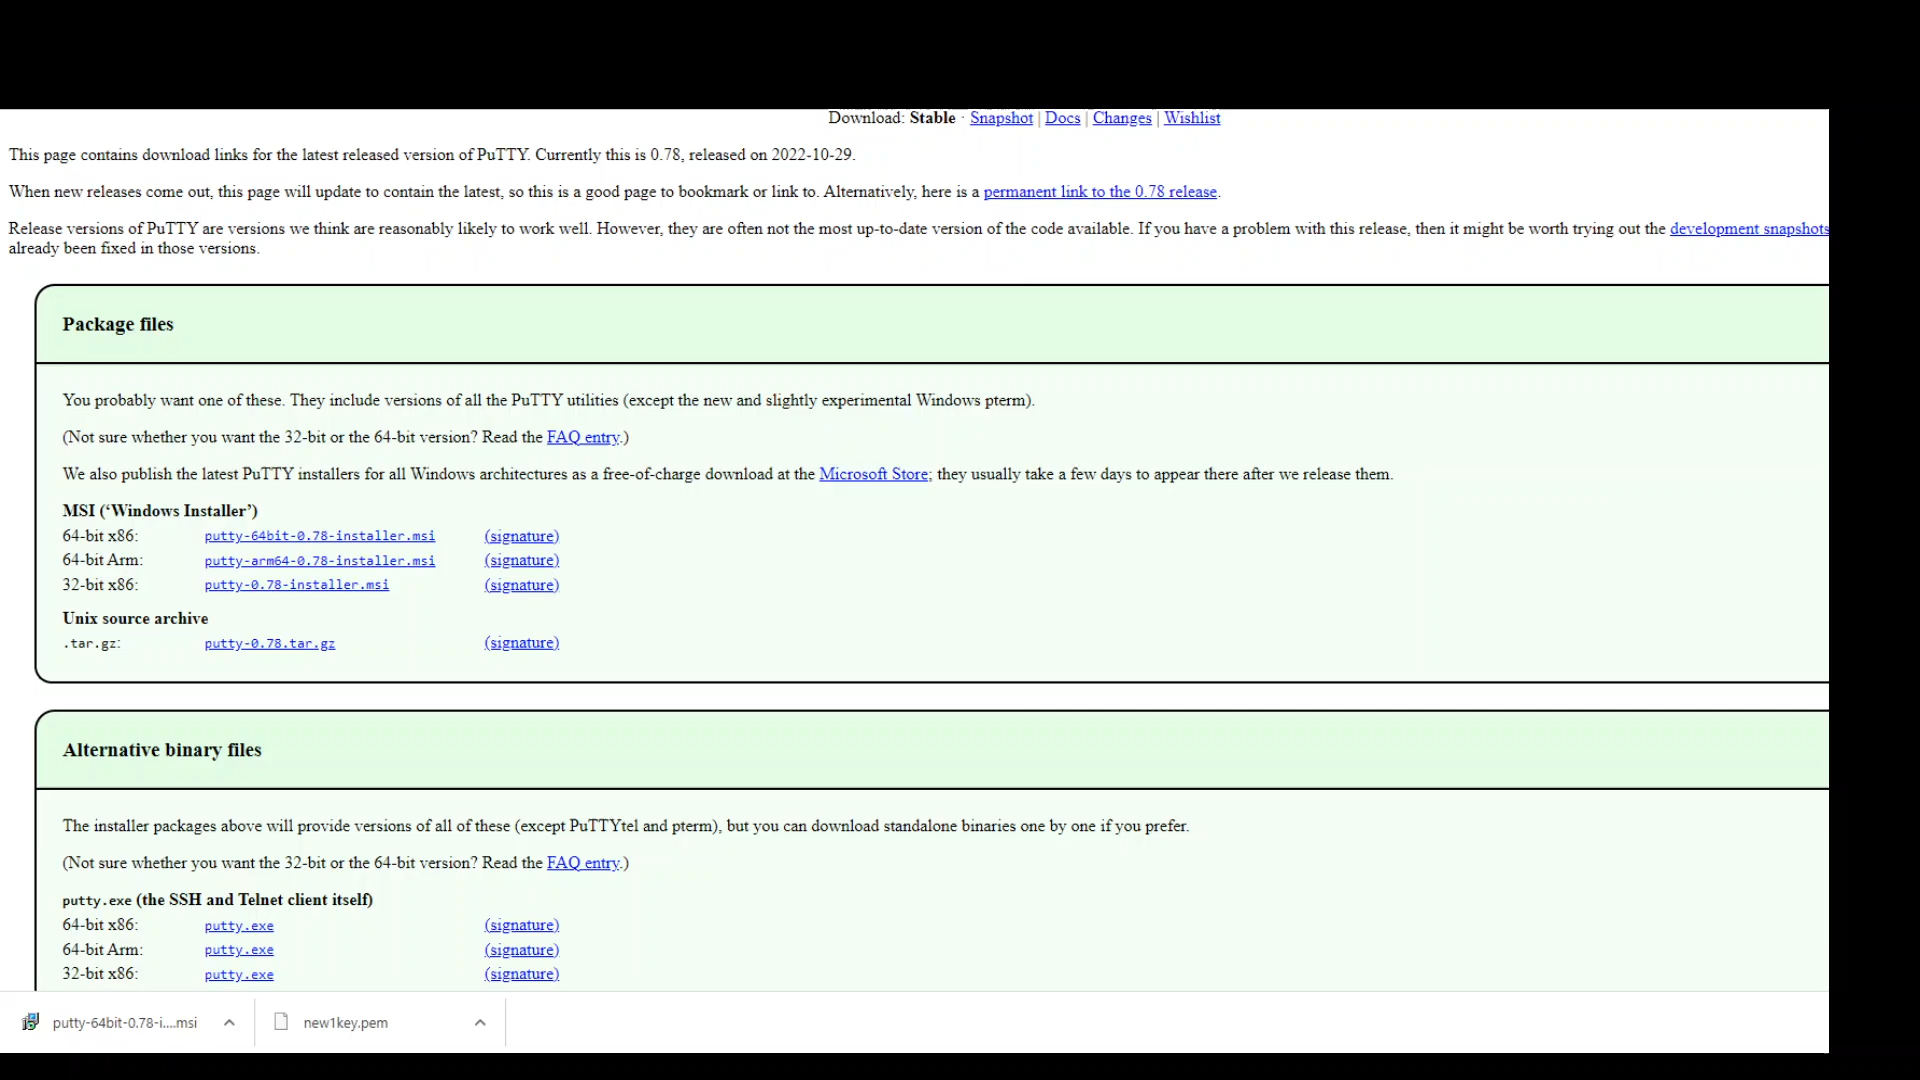 Download: Stable · Snapshot | Docs | Changes | Wishlist
This page contains download links for the latest released version of PuTTY. Currently this is 0.78, released on 2022-10-29.
When new releases come out, this page will update to contain the latest, so this is a good page to bookmark or link to. Alternatively, here is a permanent link to the 0.78 release.
Release versions of PuTTY are versions we think are reasonably likely to work well. However, they are often not the most up-to-date version of the code available. If you have a problem with this release, then it might be worth trying out the development snapshots
already been fixed in those versions.
Package files
You probably want one of these. They include versions of all the PuTTY utilities (except the new and slightly experimental Windows pterm).
(Not sure whether you want the 32-bit or the 64-bit version? Read the FAQ entry.)
We also publish the latest PuTTY installers for all Windows architectures as a free-of-charge download at the Microsoft Store; they usually take a few days to appear there after we release them.
MSI (‘Windows Installer’)
64-bit x86: putty-64bit-0.78-installer.msi (signature)
64-bit Arm: putty-arm64-0.78-installer.msi (signature)
32-bit x86: putty-0.78-installer.msi (signature)
Unix source archive
.tar.gz: putty-0.78.tar.gz (signature)
Alternative binary files
The installer packages above will provide versions of all of these (except PuTTYtel and pterm), but you can download standalone binaries one by one if you prefer.
(Not sure whether you want the 32-bit or the 64-bit version? Read the FAQ entry.)
putty.exe (the SSH and Telnet client itself)
64-bit x86: putty.exe (signature)
64-bit Arm: putty.exe (signature)
32-bit x86: putty.exe (signature)
putty-64bit-0.78-i....msi new1key.pem